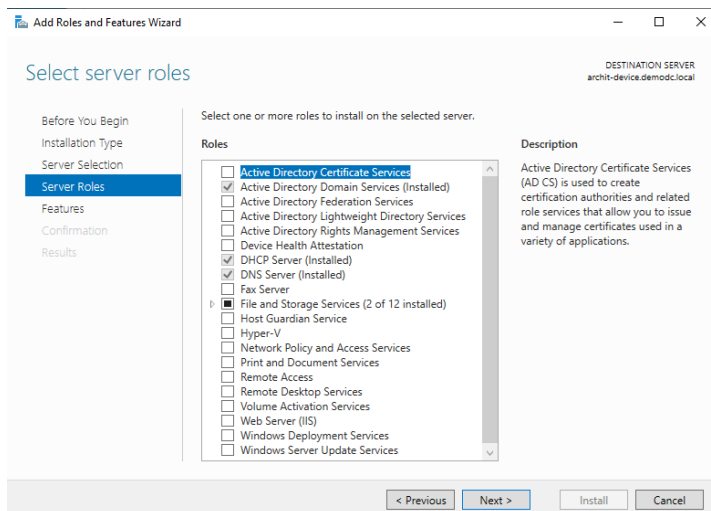 Add Roles and Features Wizard
Select server roles
DESTINATION SERVER
archit-device.demodc.local
Before You Begin
Installation Type
Server Selection
Server Roles
Features
Confirmation
Results
Select one or more roles to install on the selected server.
Roles
Active Directory Certificate Services
Active Directory Domain Services (Installed)
Active Directory Federation Services
Active Directory Lightweight Directory Services
Active Directory Rights Management Services
Device Health Attestation
DHCP Server (Installed)
DNS Server (Installed)
Fax Server
File and Storage Services (2 of 12 installed)
Host Guardian Service
Hyper-V
Network Policy and Access Services
Print and Document Services
Remote Access
Remote Desktop Services
Volume Activation Services
Web Server (IIS)
Windows Deployment Services
Windows Server Update Services
Description
Active Directory Certificate Services
(AD CS) is used to create
certification authorities and related
role services that allow you to issue
and manage certificates used in a
variety of applications.
< Previous
Next >
Install
Cancel